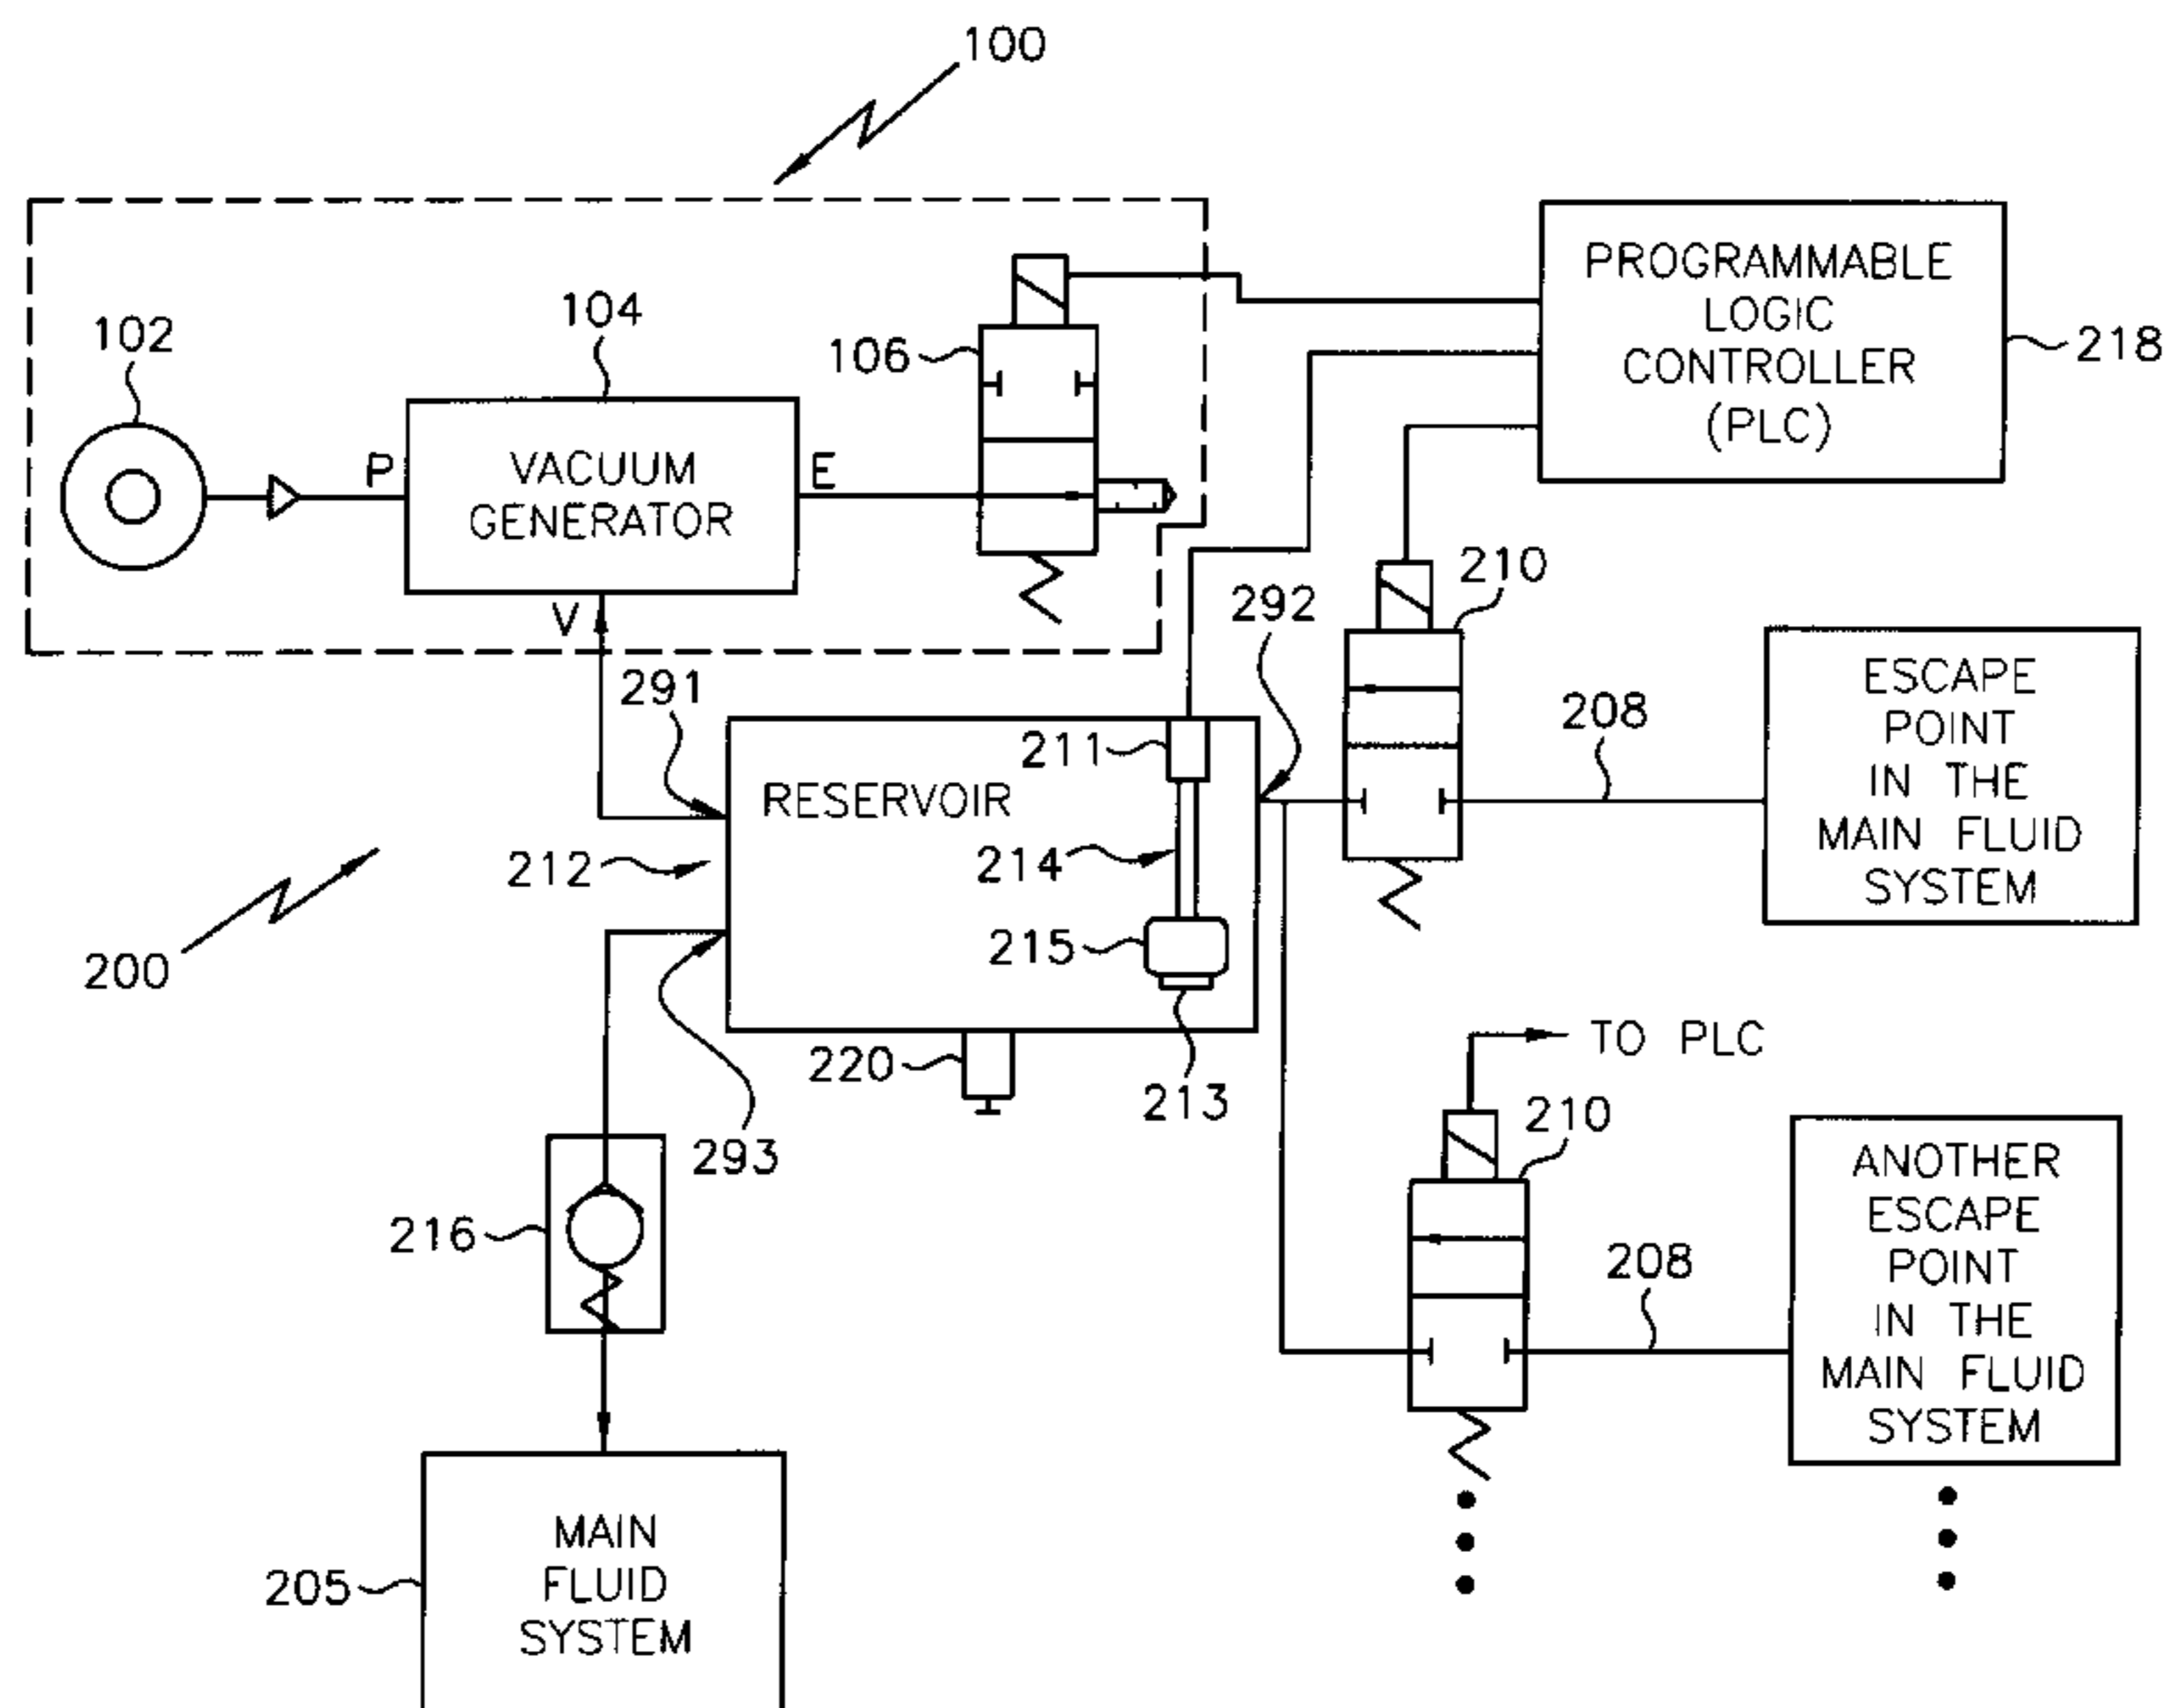 100
PROGRAMMABLE
LOGIC
CONTROLLER
(PLC)
218
102
104
106
P
VACUUM
GENERATOR
E
V
210
292
291
ESCAPE
POINT
IN THE
MAIN FLUID
SYSTEM
208
211
RESERVOIR
214
212
215
200
220
213
293
TO PLC
210
216
208
ANOTHER
ESCAPE
POINT
IN THE
MAIN FLUID
SYSTEM
205
MAIN
FLUID
SYSTEM